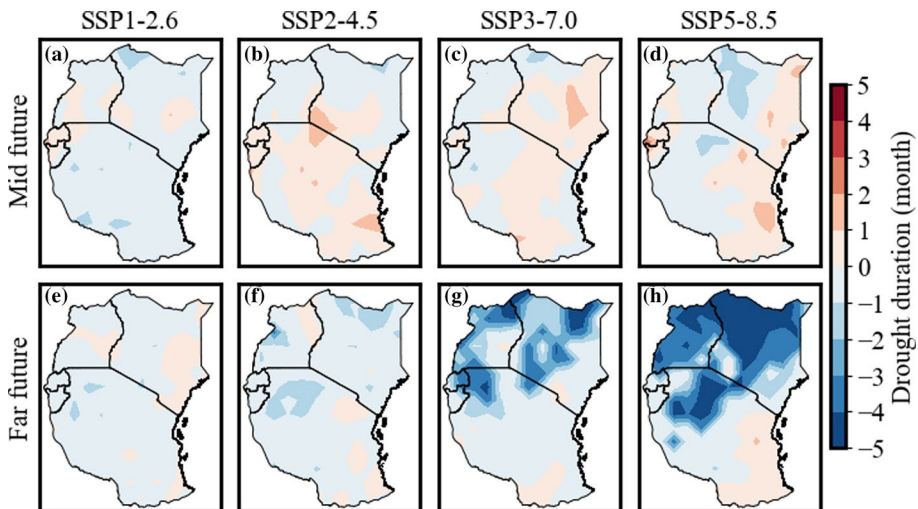 SSP1-2.6 SSP2-4.5 SSP3-7.0 SSP5-8.5
Mid future
(a) (b) (c) (d)
Far future
(e) (f) (g) (h)
5
4
3
2
1
0
−1
−2
−3
−4
−5
Drought duration (month)